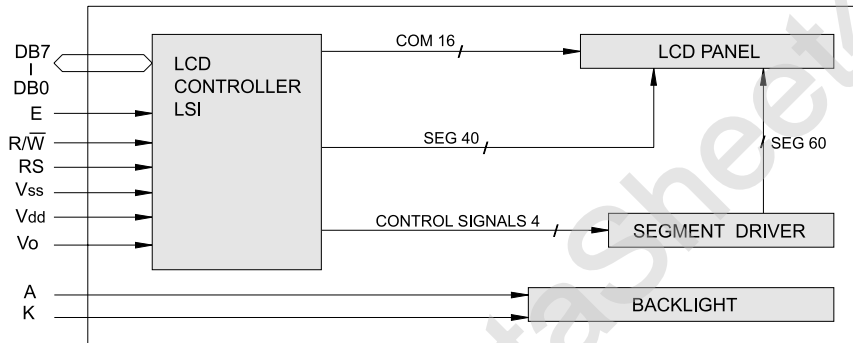 DB7
DB0
E
R/W̅
RS
Vss
Vdd
Vo
A
K
LCD
CONTROLLER
LSI
COM 16
SEG 40
CONTROL SIGNALS 4
LCD PANEL
SEG 60
SEGMENT DRIVER
BACKLIGHT
taSheet4